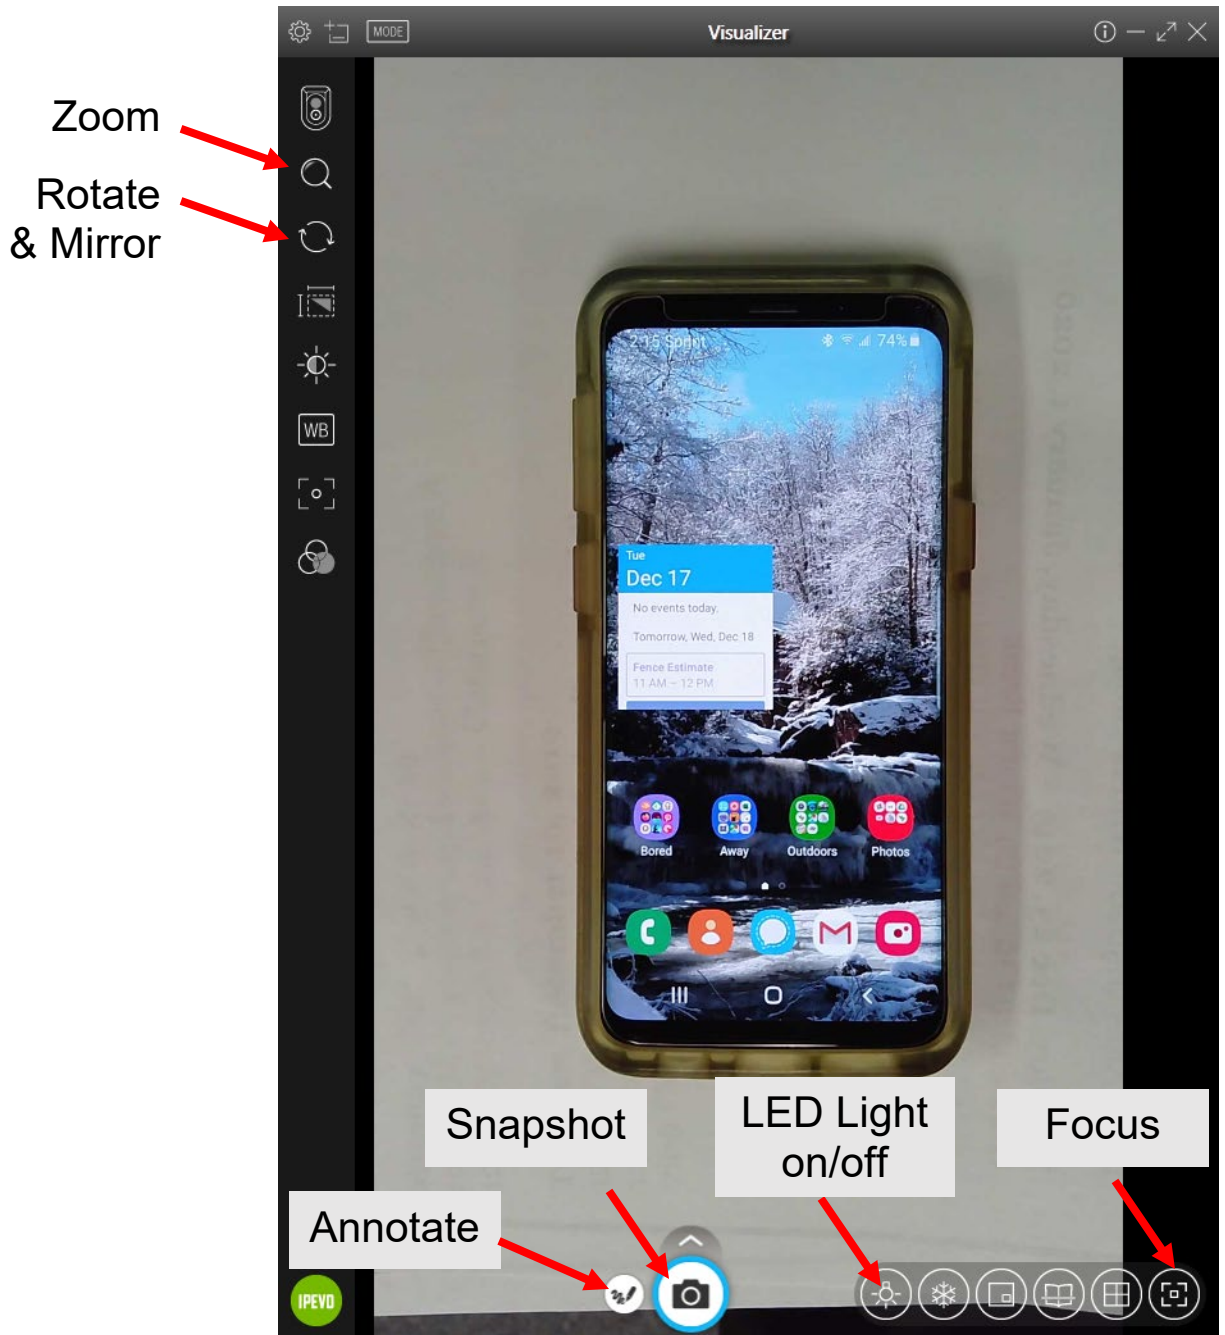 MODE
Visualizer
Zoom
Rotate
& Mirror
WB
2:15 Sprint 74%
Tue
Dec 17
No events today.
Tomorrow, Wed, Dec 18
Fence Estimate
11 AM – 12 PM
Bored Away Outdoors Photos
Snapshot
LED Light
on/off
Focus
Annotate
IPEVO